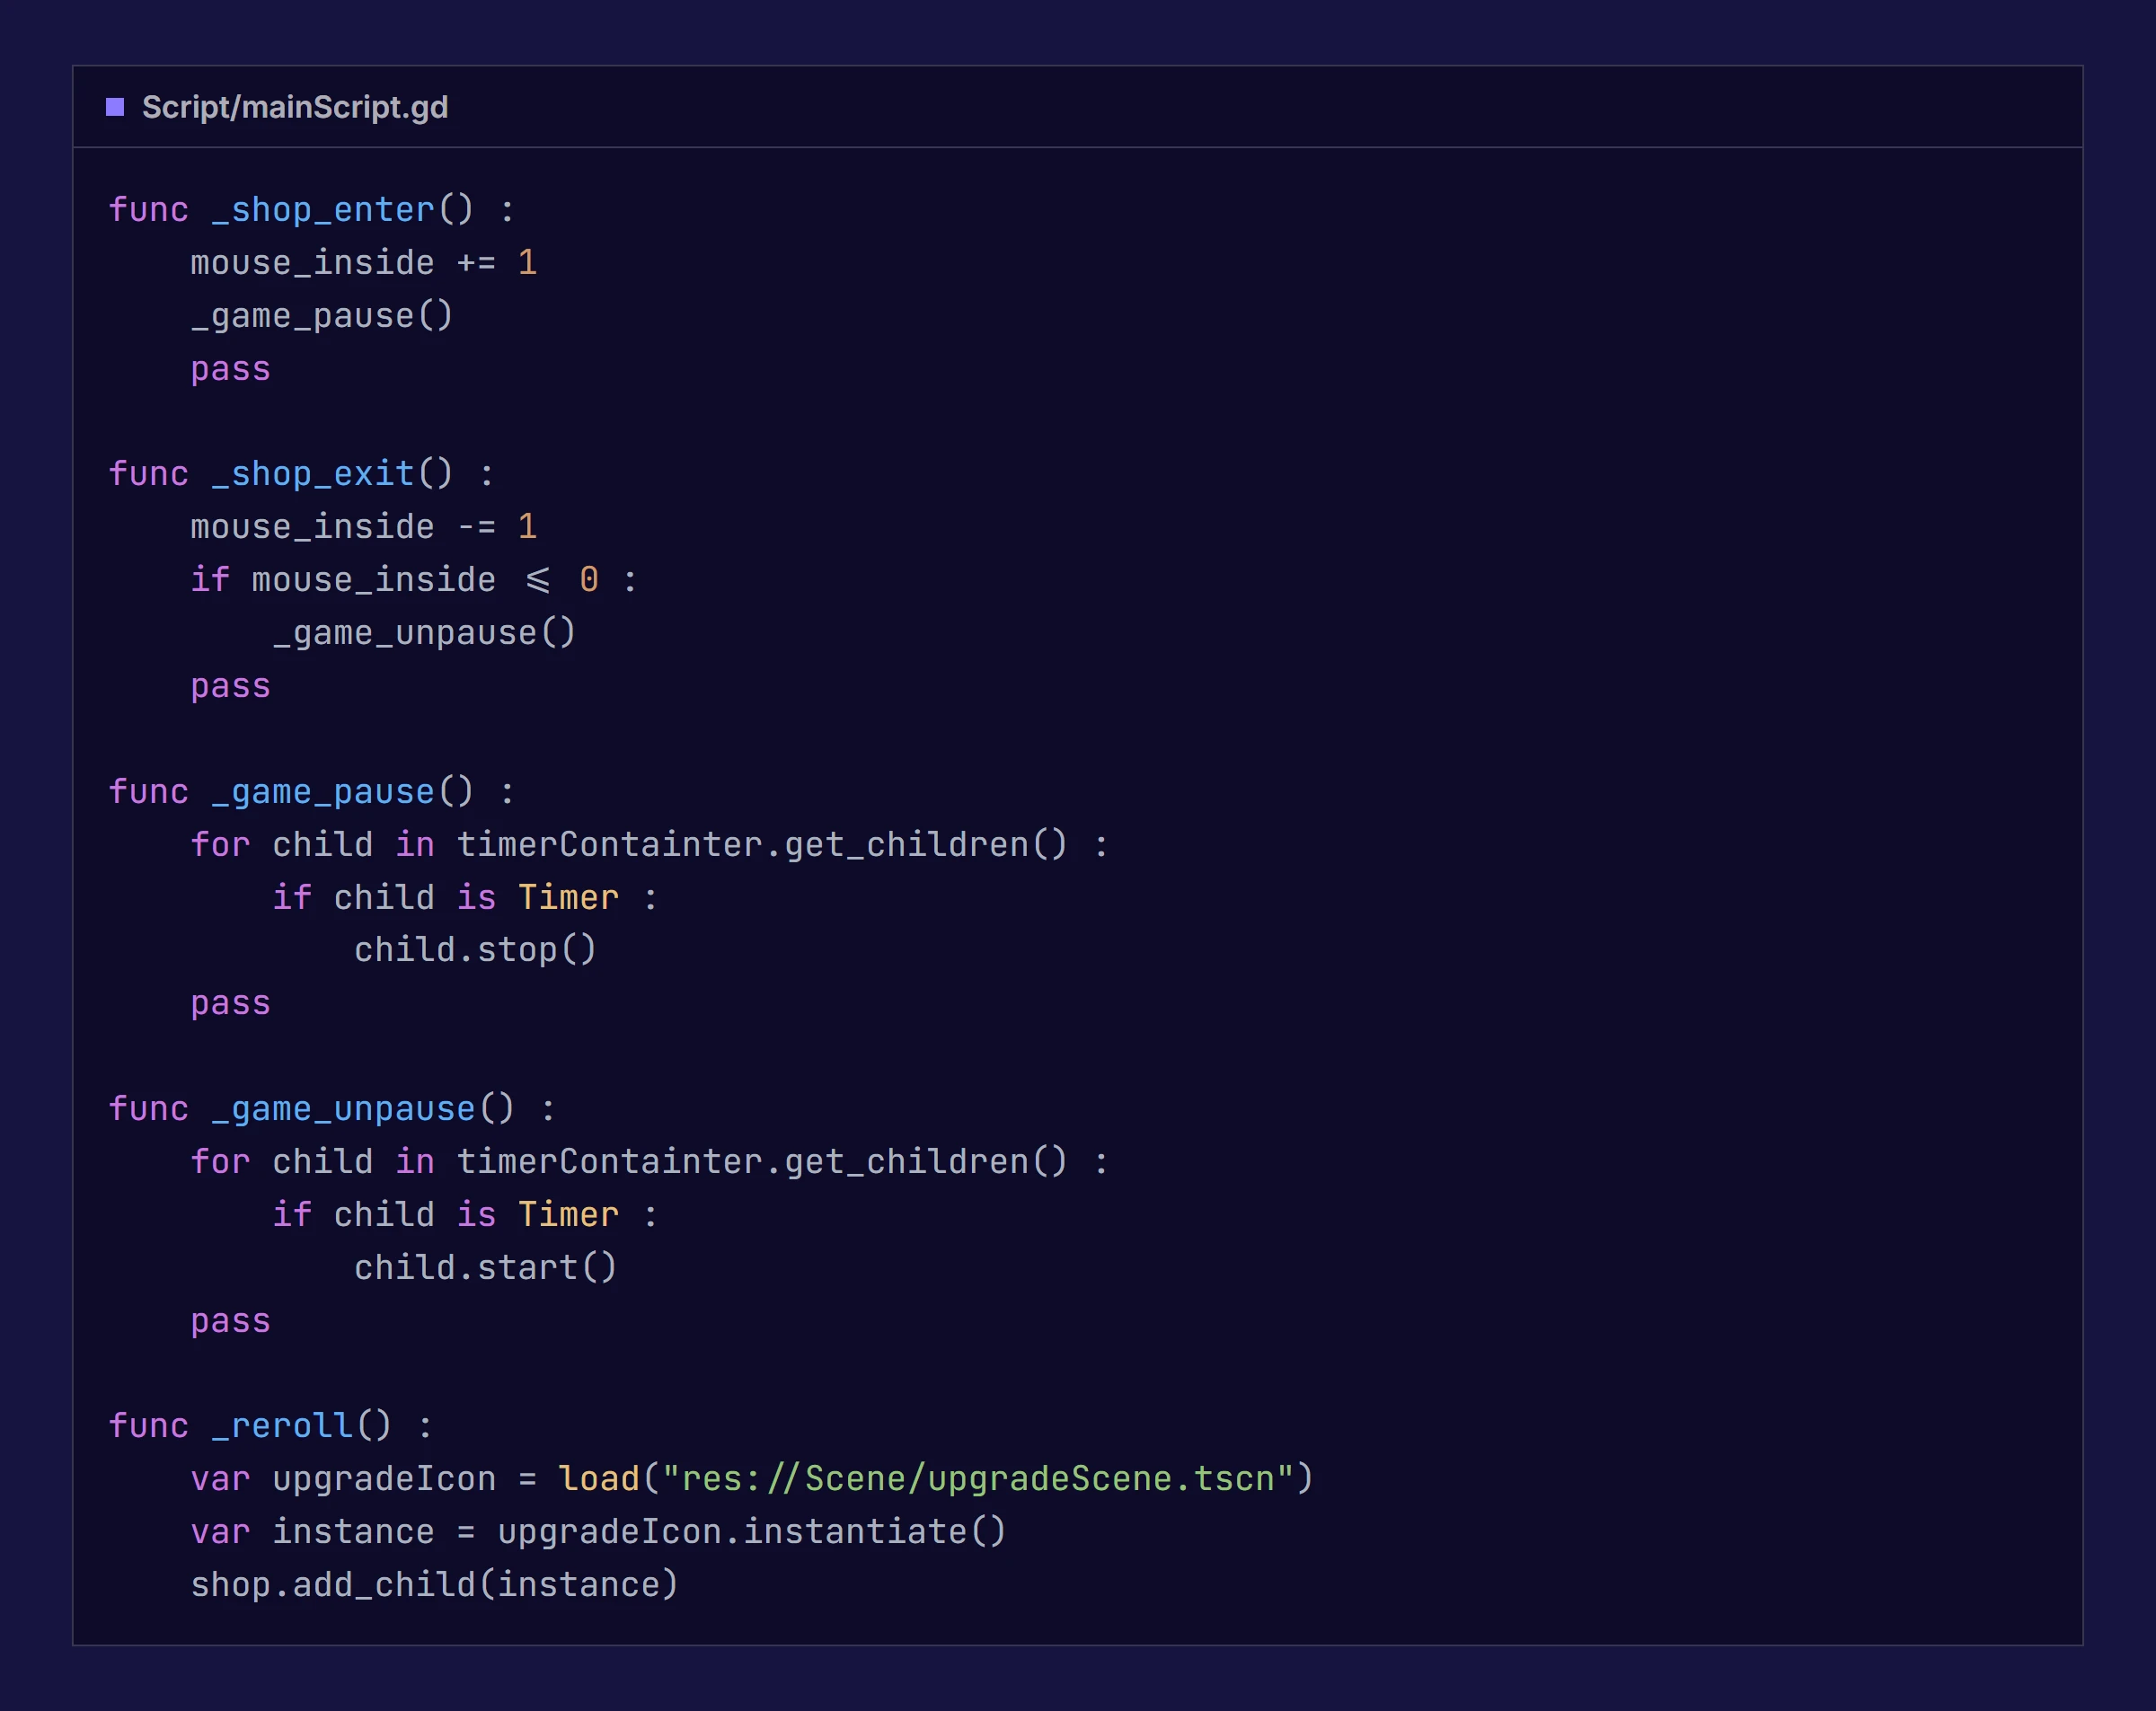 Script/mainScript.gd
func _shop_enter() :
    mouse_inside += 1
    _game_pause()
    pass

func _shop_exit() :
    mouse_inside -= 1
    if mouse_inside <= 0 :
        _game_unpause()
    pass

func _game_pause() :
    for child in timerContainter.get_children() :
        if child is Timer :
            child.stop()
    pass

func _game_unpause() :
    for child in timerContainter.get_children() :
        if child is Timer :
            child.start()
    pass

func _reroll() :
    var upgradeIcon = load("res://Scene/upgradeScene.tscn")
    var instance = upgradeIcon.instantiate()
    shop.add_child(instance)